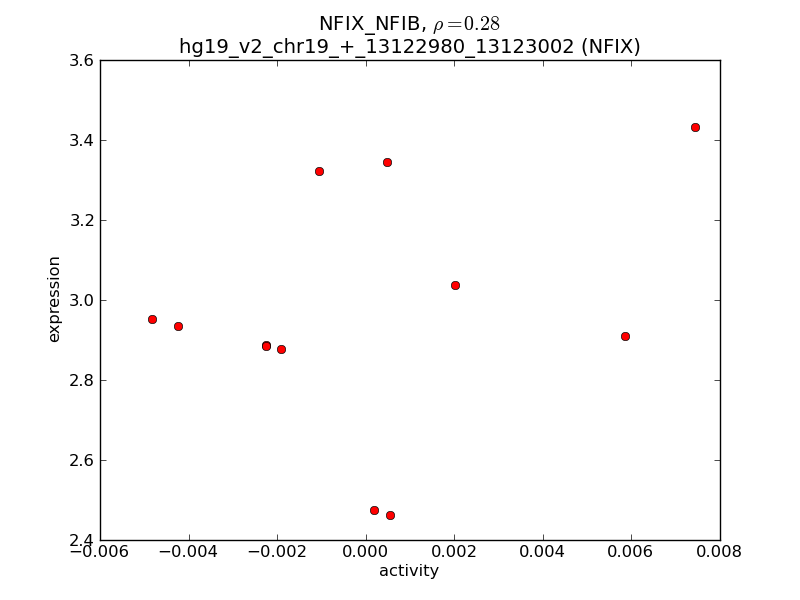 NFIX_NFIB, ρ=0.28
hg19_v2_chr19_+_13122980_13123002 (NFIX)
3.6
3.4
3.2
3.0
2.8
2.6
2.4
expression
−0.006 −0.004 −0.002 0.000 0.002 0.004 0.006 0.008
activity